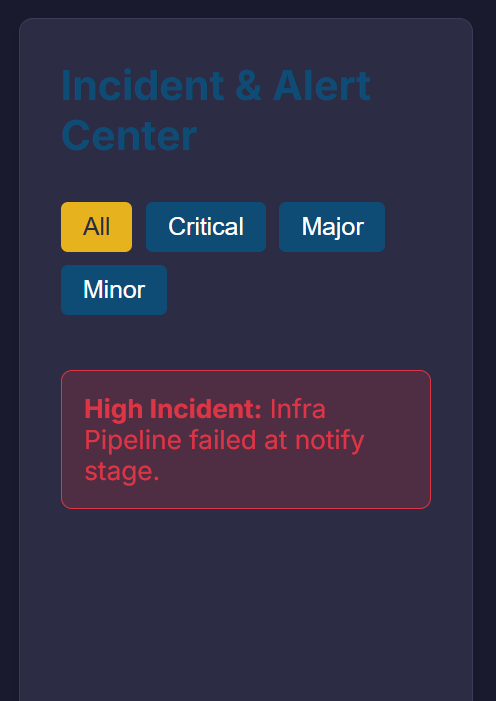 Incident & Alert
Center
All
Critical
Major
Minor
High Incident: Infra
Pipeline failed at notify
stage.